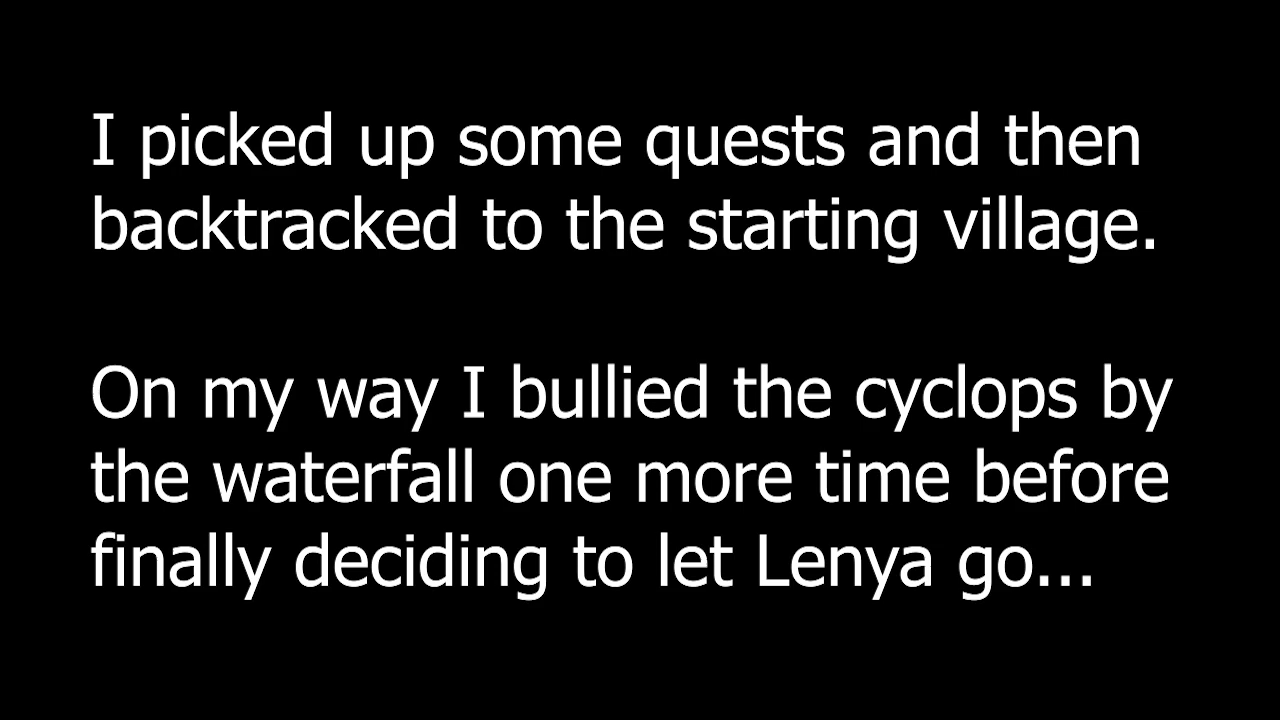 I picked up some quests and then
backtracked to the starting village.
On my way I bullied the cyclops by
the waterfall one more time before
finally deciding to let Lenya go...